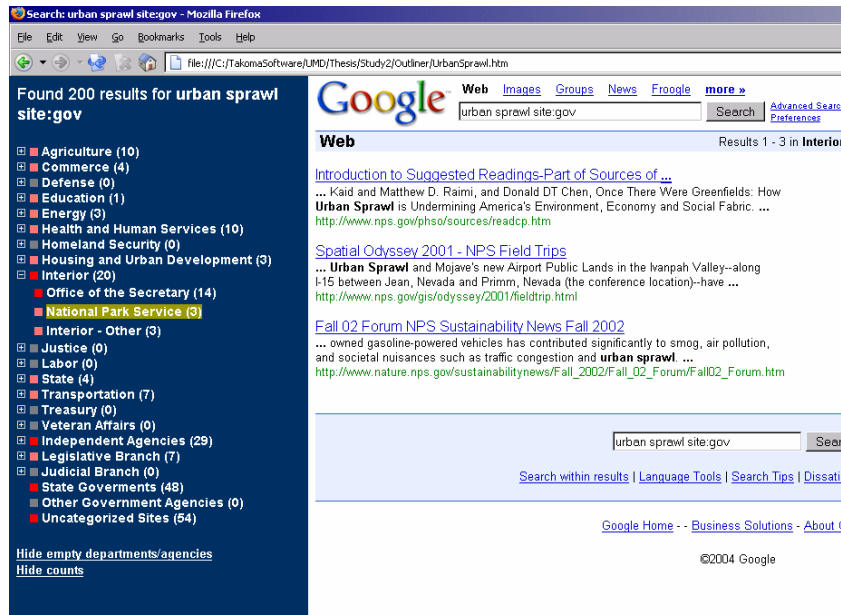 Search: urban sprawl site:gov - Mozilla Firefox
File Edit View Go Bookmarks Tools Help
file:///C:/TakomaSoftware/UMD/Thesis/Study2/Outliner/UrbanSprawl.htm
Found 200 results for urban sprawl
site:gov
Agriculture (10)
Commerce (4)
Defense (0)
Education (1)
Energy (3)
Health and Human Services (10)
Homeland Security (0)
Housing and Urban Development (3)
Interior (20)
Office of the Secretary (14)
National Park Service (3)
Interior - Other (3)
Justice (0)
Labor (0)
State (4)
Transportation (7)
Treasury (0)
Veteran Affairs (0)
Independent Agencies (29)
Legislative Branch (7)
Judicial Branch (0)
State Goverments (48)
Other Government Agencies (0)
Uncategorized Sites (54)
Hide empty departments/agencies
Hide counts
Google
Web Images Groups News Froogle more »
urban sprawl site:gov Search Advanced Searc
Preferences
Web Results 1 - 3 in Interior
Introduction to Suggested Readings-Part of Sources of ...
... Kaid and Matthew D. Raimi, and Donald DT Chen, Once There Were Greenfields: How
Urban Sprawl is Undermining America's Environment, Economy and Social Fabric. ...
http://www.nps.gov/phso/sources/readcp.htm
Spatial Odyssey 2001 - NPS Field Trips
... Urban Sprawl and Mojave's new Airport Public Lands in the Ivanpah Valley--along
I-15 between Jean, Nevada and Primm, Nevada (the conference location)--have ...
http://www.nps.gov/gis/odyssey/2001/fieldtrip.html
Fall 02 Forum NPS Sustainability News Fall 2002
... owned gasoline-powered vehicles has contributed significantly to smog, air pollution,
and societal nuisances such as traffic congestion and urban sprawl. ...
http://www.nature.nps.gov/sustainabilitynews/Fall_2002/Fall_02_Forum/Fall02_Forum.htm
urban sprawl site:gov Sear
Search within results | Language Tools | Search Tips | Dissati
Google Home - - Business Solutions - About
©2004 Google